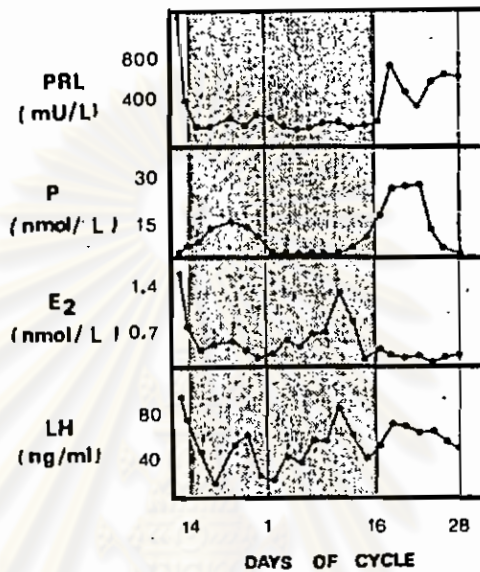 PRL
(mU/L)
800
400
P
(nmol/ L)
30
15
E2
(nmol/ L)
1.4
0.7
LH
(ng/ml)
80
40
14 1 16 28
DAYS OF CYCLE